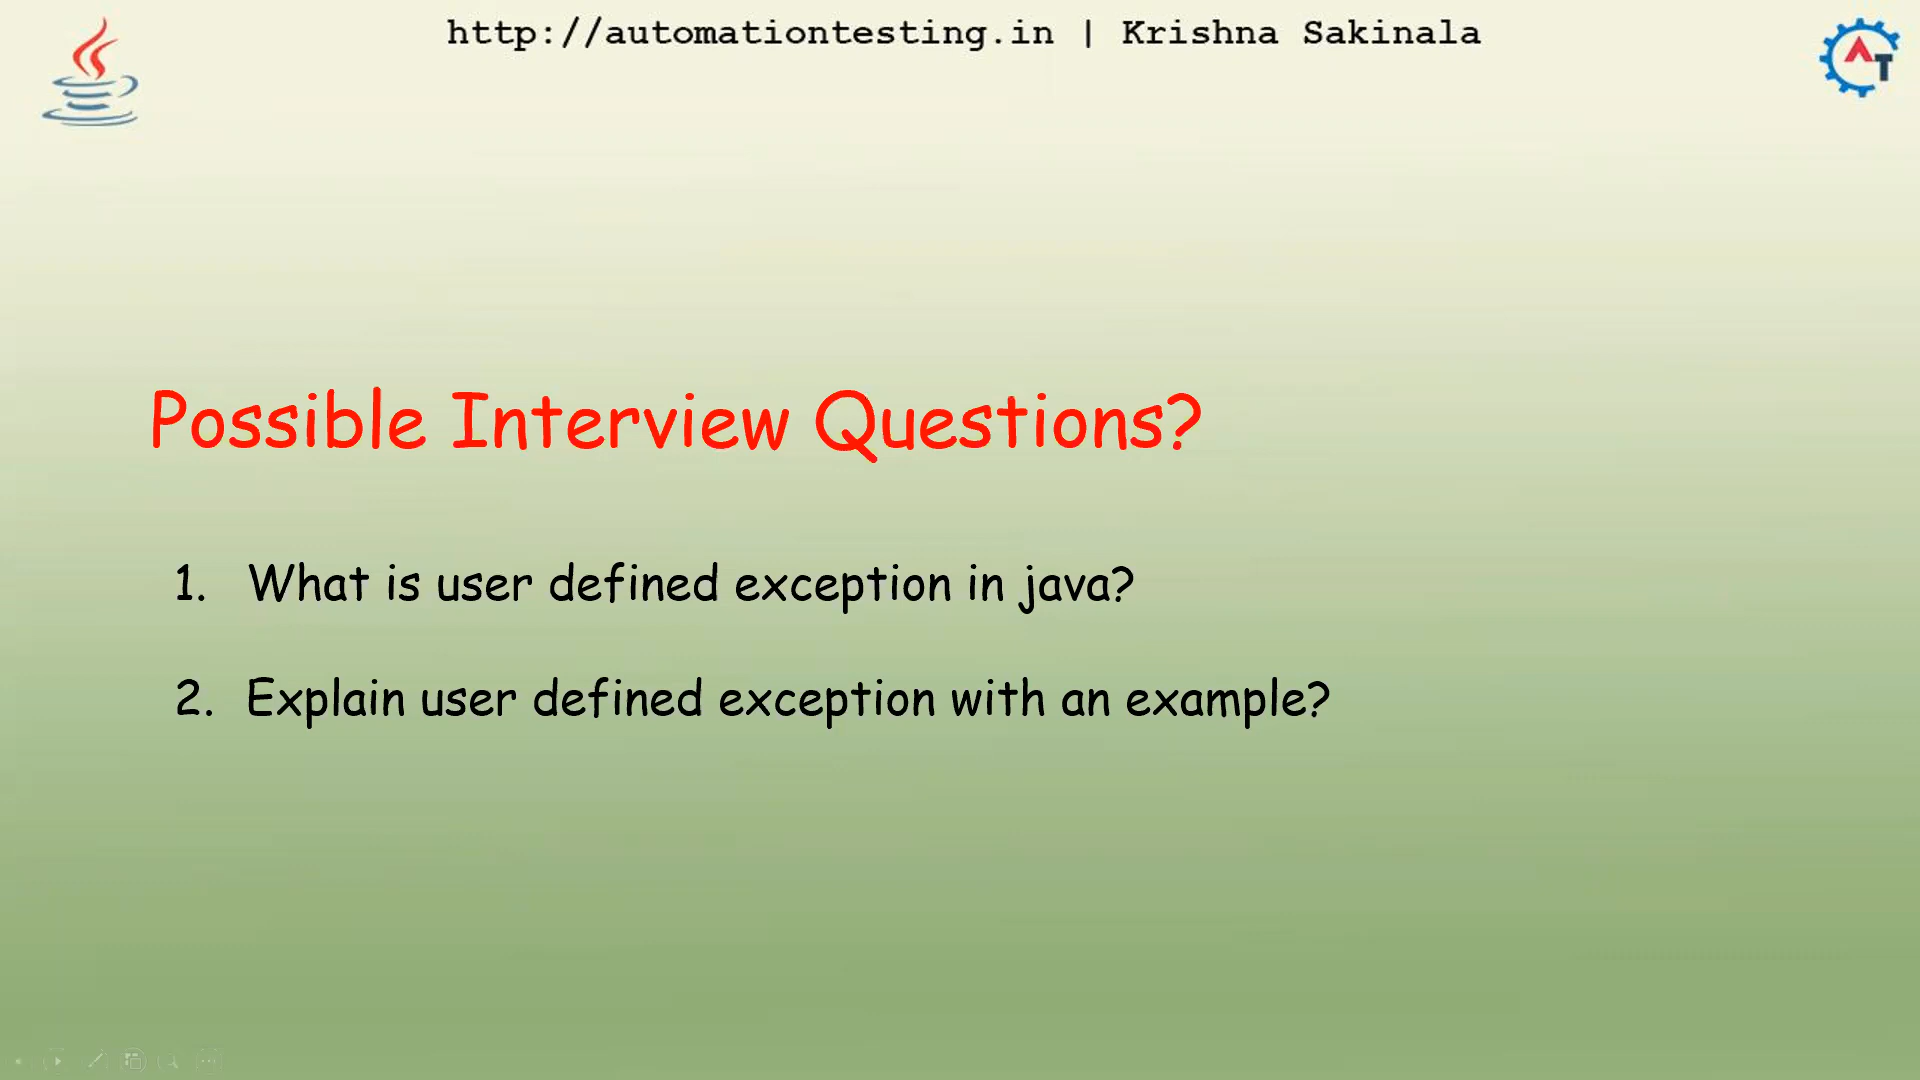 http://automationtesting.in | Krishna Sakinala
AT
Possible Interview Questions?
1. What is user defined exception in java?
2. Explain user defined exception with an example?